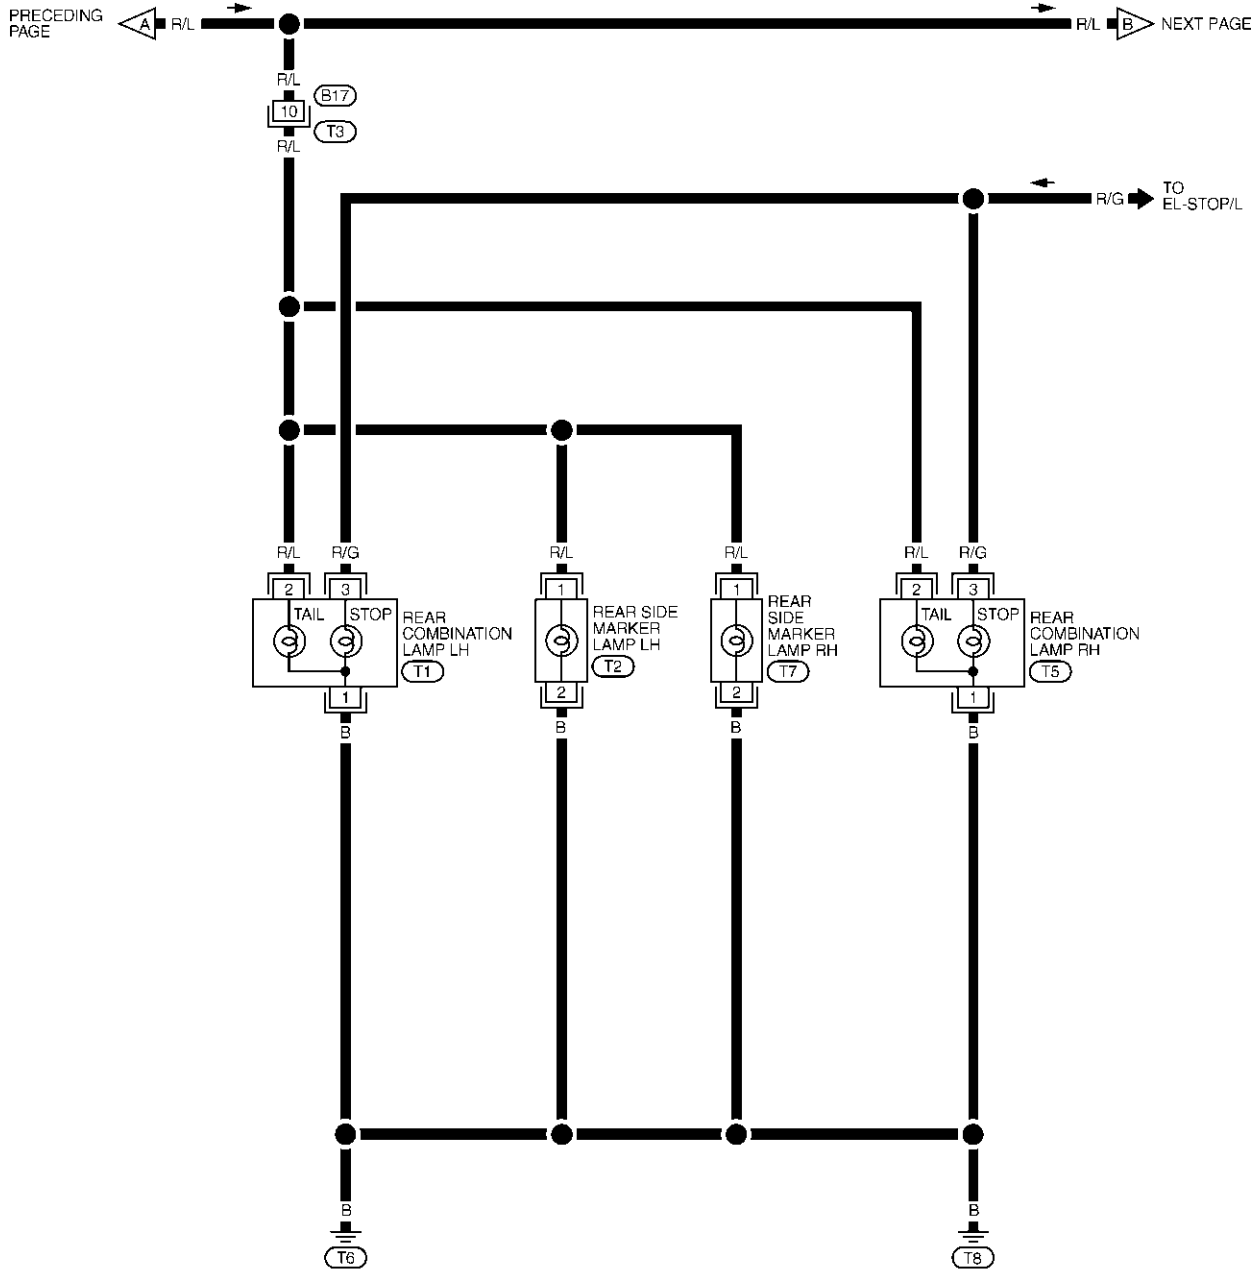 PRECEDING
PAGE
A
R/L
R/L
B
NEXT PAGE
R/L
10
B17
T3
R/L
R/G
TO
EL-STOP/L
R/L
R/G
R/L
R/L
R/L
R/G
2
3
TAIL
STOP
1
REAR
COMBINATION
LAMP LH
T1
1
2
REAR SIDE
MARKER
LAMP LH
T2
1
2
REAR
SIDE
MARKER
LAMP RH
T7
2
3
TAIL
STOP
1
REAR
COMBINATION
LAMP RH
T5
B
B
B
B
B
B
T6
T8